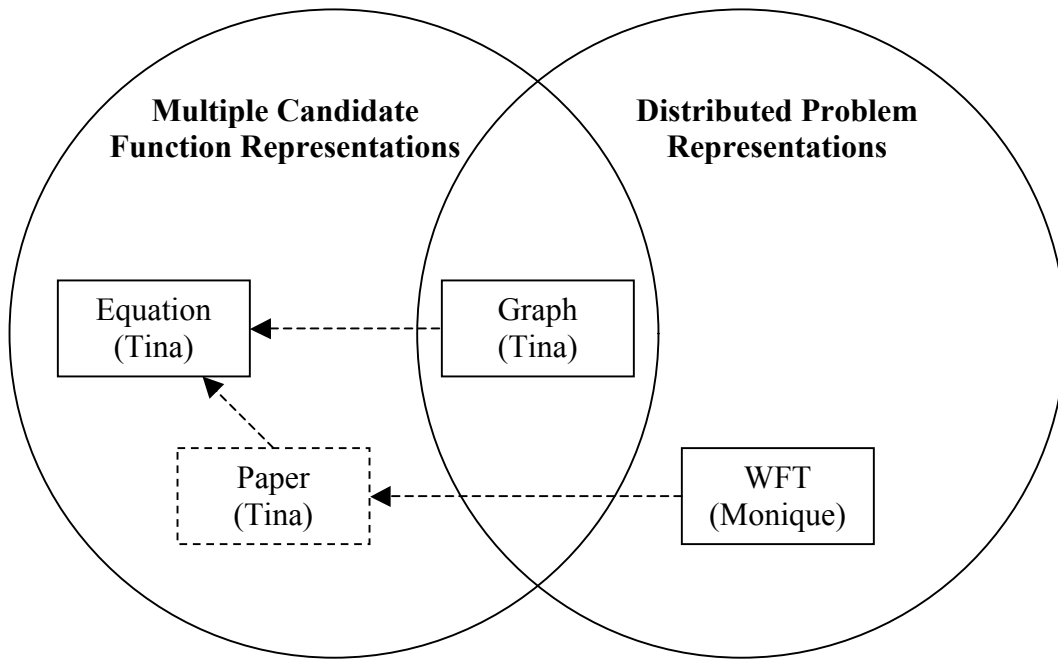 Multiple Candidate
Function Representations
Distributed Problem
Representations
Equation
(Tina)
Graph
(Tina)
Paper
(Tina)
WFT
(Monique)